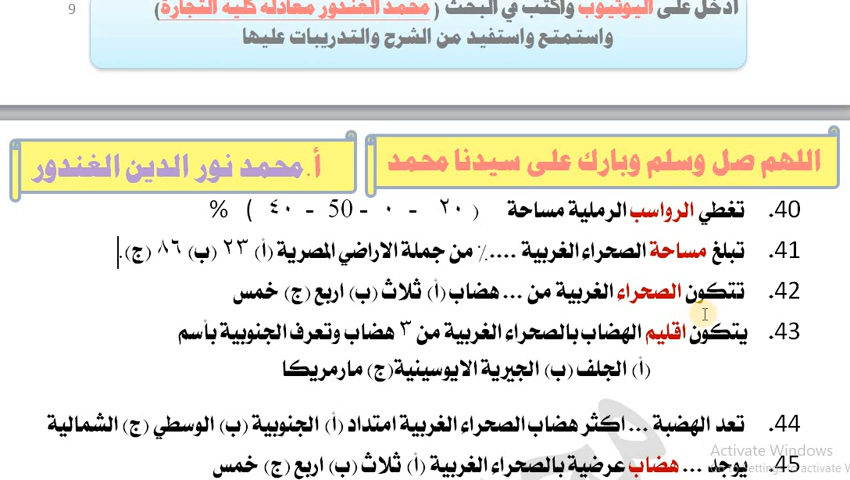 ادخل على اليوتيوب واكتب في البحث ( محمد الغندور معادلة كلية التجارة)
واستمتع واستفيد من الشرح والتدريبات عليها
9
اللهم صل وسلم وبارك على سيدنا محمد
أ.محمد نور الدين الغندور
40. تغطي الرواسب الرملية مساحة ( ٢٠ - ٠ - 50 - ٤٠ ) %
41. تبلغ مساحة الصحراء الغربية ....٪ من جملة الاراضي المصرية (أ) ٢٣ (ب) ٨٦ (ج).
42. تتكون الصحراء الغربية من ... هضاب (أ) ثلاث (ب) اربع (ج) خمس
43. يتكون اقليم الهضاب بالصحراء الغربية من ٣ هضاب وتعرف الجنوبية بأسم
(أ) الجلف (ب) الجيرية الايوسينية (ج) مارمريكا
44. تعد الهضبة ... اكثر هضاب الصحراء الغربية امتداد (أ) الجنوبية (ب) الوسطي (ج) الشمالية
45. يوجد ... هضاب عرضية بالصحراء الغربية (أ) ثلاث (ب) اربع (ج) خمس
Activate Windows